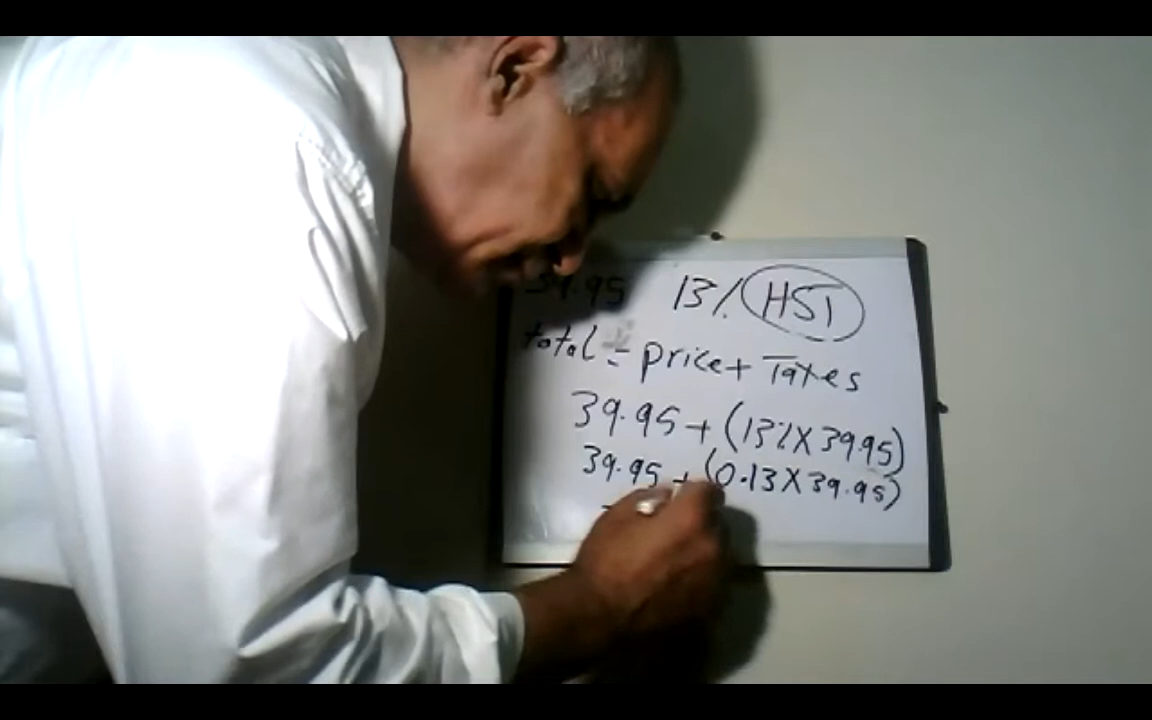 39.95 13% HST
total = price + Taxes
39.95 + (13% X 39.95)
39.95 + (0.13 X 39.95)